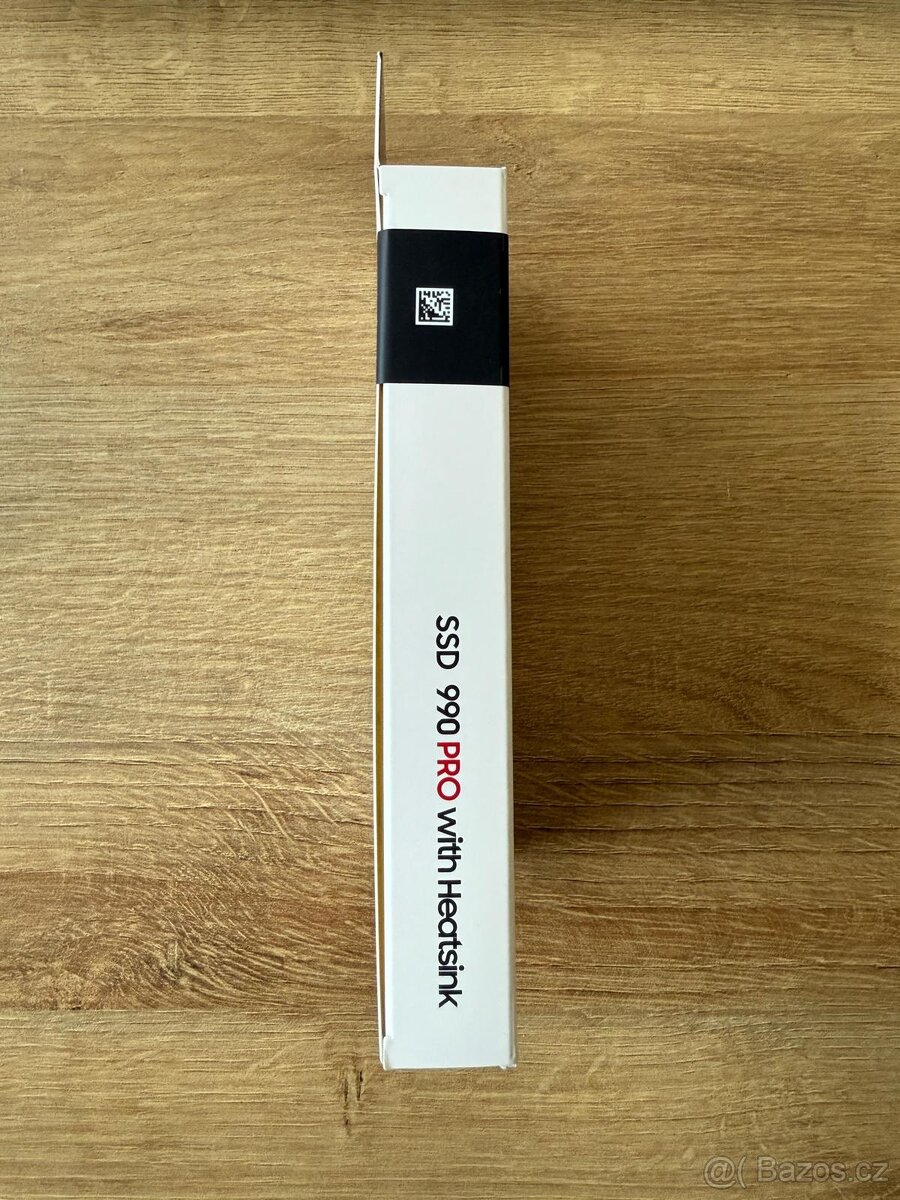 SSD 990 PRO with Heatsink
@( Bazos.cz